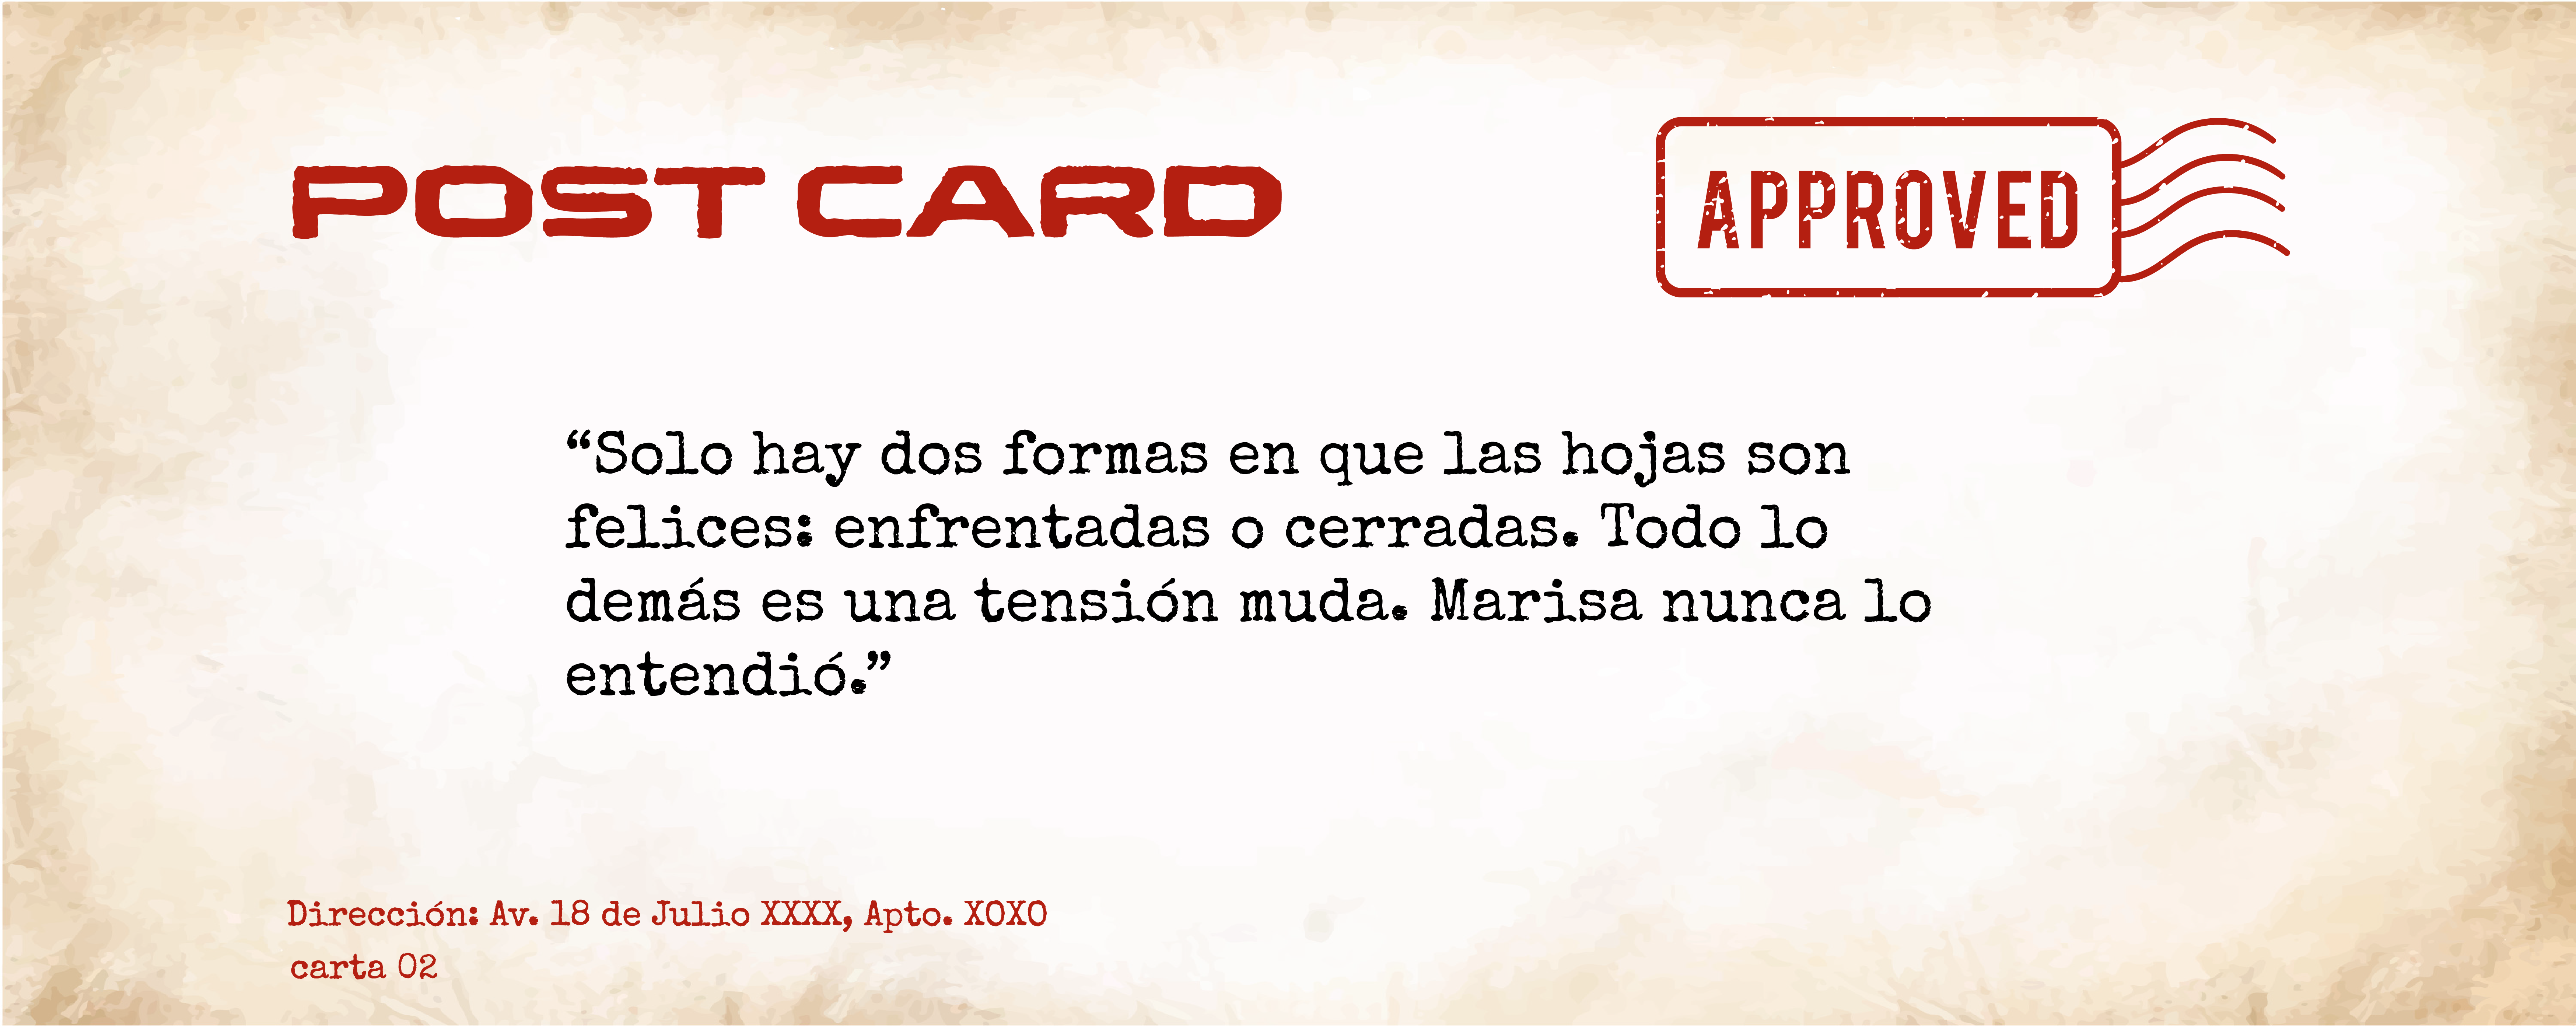 POST CARD
APPROVED
“Solo hay dos formas en que las hojas son
felices: enfrentadas o cerradas. Todo lo
demás es una tensión muda. Marisa nunca lo
entendió.”
Dirección: Av. 18 de Julio XXXX, Apto. XOXO
carta 02